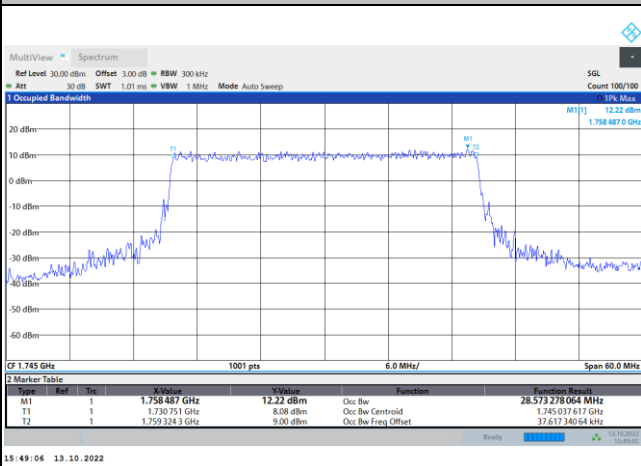 MultiView Spectrum
Ref Level 30.00 dBm Offset 3.00 dB RBW 300 kHz SGL
Att 30 dB SWT 1.01 ms VBW 1 MHz Mode Auto Sweep Count 100/100
1 Occupied Bandwidth 1Pk Max
M1[1] 12.22 dBm
1.758 487 0 GHz
20 dBm
M1
T1 T2
10 dBm
0 dBm
-10 dBm
-20 dBm
-30 dBm
-40 dBm
-50 dBm
-60 dBm
CF 1.745 GHz 1001 pts 6.0 MHz/ Span 60.0 MHz
2 Marker Table
Type Ref Trc X-Value Y-Value Function Function Result
M1 1 1.758 487 GHz 12.22 dBm Occ Bw 28.573 278 064 MHz
T1 1 1.730 751 GHz 8.08 dBm Occ Bw Centroid 1.745 037 617 GHz
T2 1 1.759 324 3 GHz 9.00 dBm Occ Bw Freq Offset 37.617 340 64 kHz
Ready 13.10.2022
15:49:05
15:49:06 13.10.2022